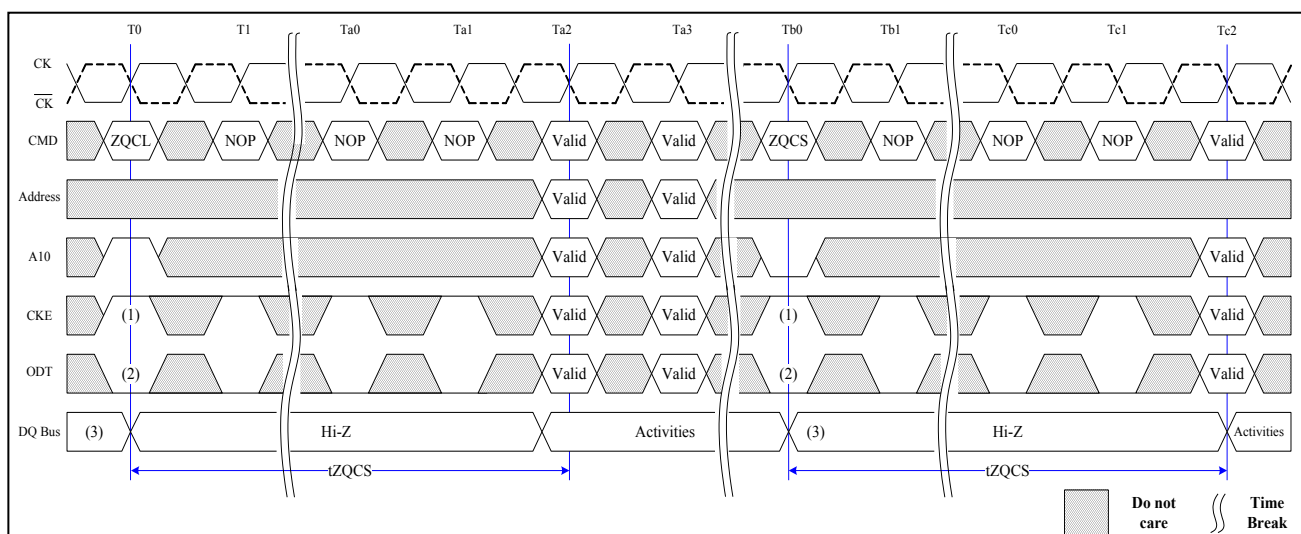 T0 T1 Ta0 Ta1 Ta2 Ta3 Tb0 Tb1 Tc0 Tc1 Tc2
CK
CK
CMD ZQCL NOP NOP NOP Valid Valid ZQCS NOP NOP NOP Valid
Address Valid Valid
A10 Valid Valid Valid
CKE (1) Valid Valid (1) Valid
ODT (2) Valid Valid (2) Valid
DQ Bus (3) Hi-Z Activities (3) Hi-Z Activities
tZQCS tZQCS
Do not care
Time Break